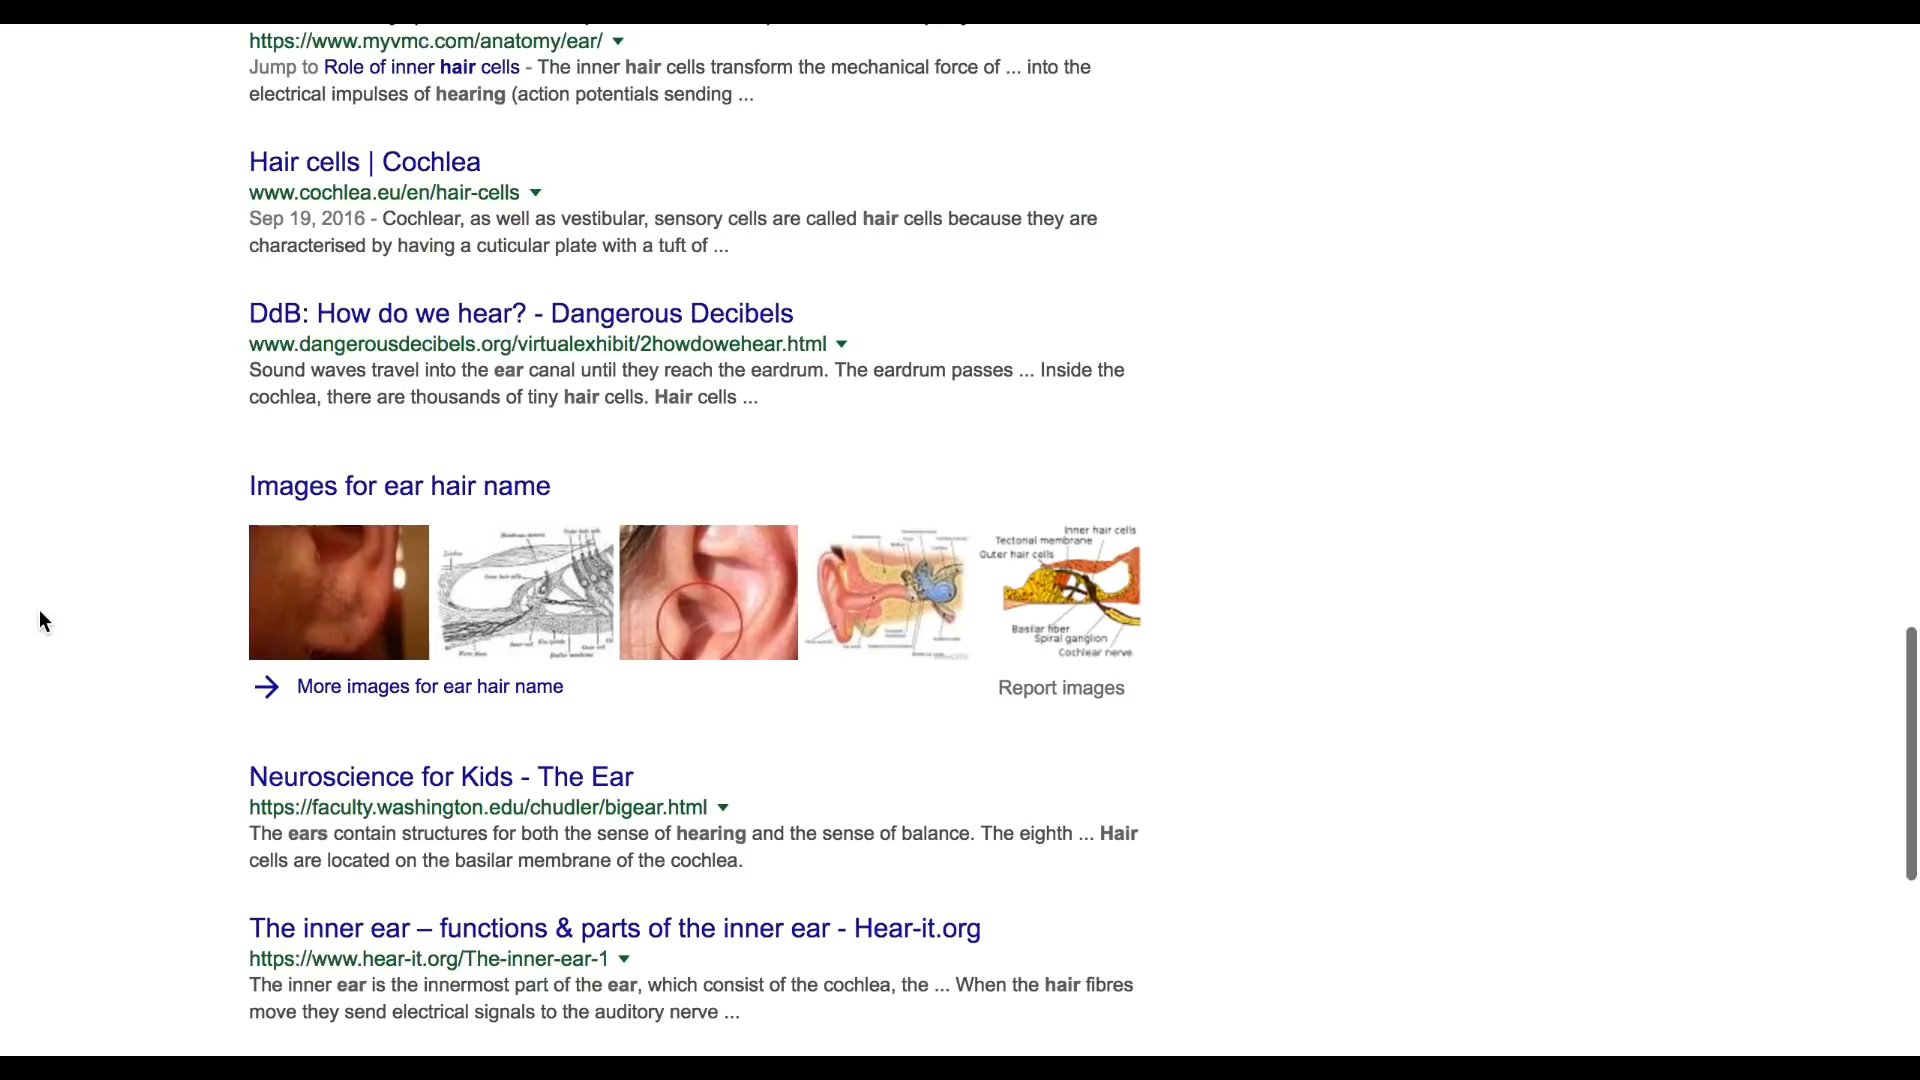 https://www.myvmc.com/anatomy/ear/
Jump to Role of inner hair cells - The inner hair cells transform the mechanical force of ... into the
electrical impulses of hearing (action potentials sending ...
Hair cells | Cochlea
www.cochlea.eu/en/hair-cells
Sep 19, 2016 - Cochlear, as well as vestibular, sensory cells are called hair cells because they are
characterised by having a cuticular plate with a tuft of ...
DdB: How do we hear? - Dangerous Decibels
www.dangerousdecibels.org/virtualexhibit/2howdowehear.html
Sound waves travel into the ear canal until they reach the eardrum. The eardrum passes ... Inside the
cochlea, there are thousands of tiny hair cells. Hair cells ...
Images for ear hair name
Inner hair cells
Tectorial membrane
Outer hair cells
Basilar fiber
Spiral ganglion
Cochlear nerve
More images for ear hair name
Report images
Neuroscience for Kids - The Ear
https://faculty.washington.edu/chudler/bigear.html
The ears contain structures for both the sense of hearing and the sense of balance. The eighth ... Hair
cells are located on the basilar membrane of the cochlea.
The inner ear – functions & parts of the inner ear - Hear-it.org
https://www.hear-it.org/The-inner-ear-1
The inner ear is the innermost part of the ear, which consist of the cochlea, the ... When the hair fibres
move they send electrical signals to the auditory nerve ...